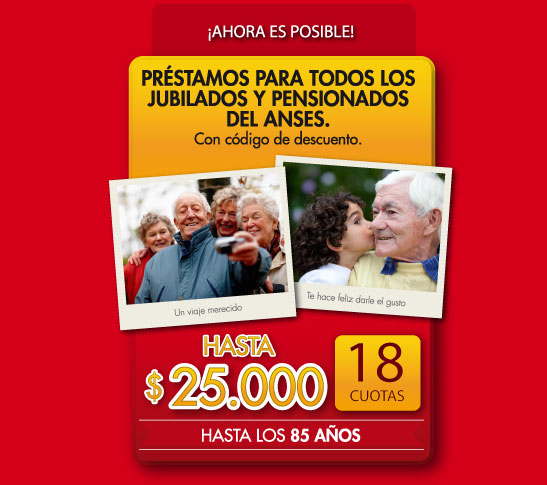 ¡AHORA ES POSIBLE!
PRÉSTAMOS PARA TODOS LOS
JUBILADOS Y PENSIONADOS
DEL ANSES.
Con código de descuento.
Un viaje merecido
Te hace feliz darle el gusto
HASTA
$ 25.000
18
CUOTAS
HASTA LOS 85 AÑOS